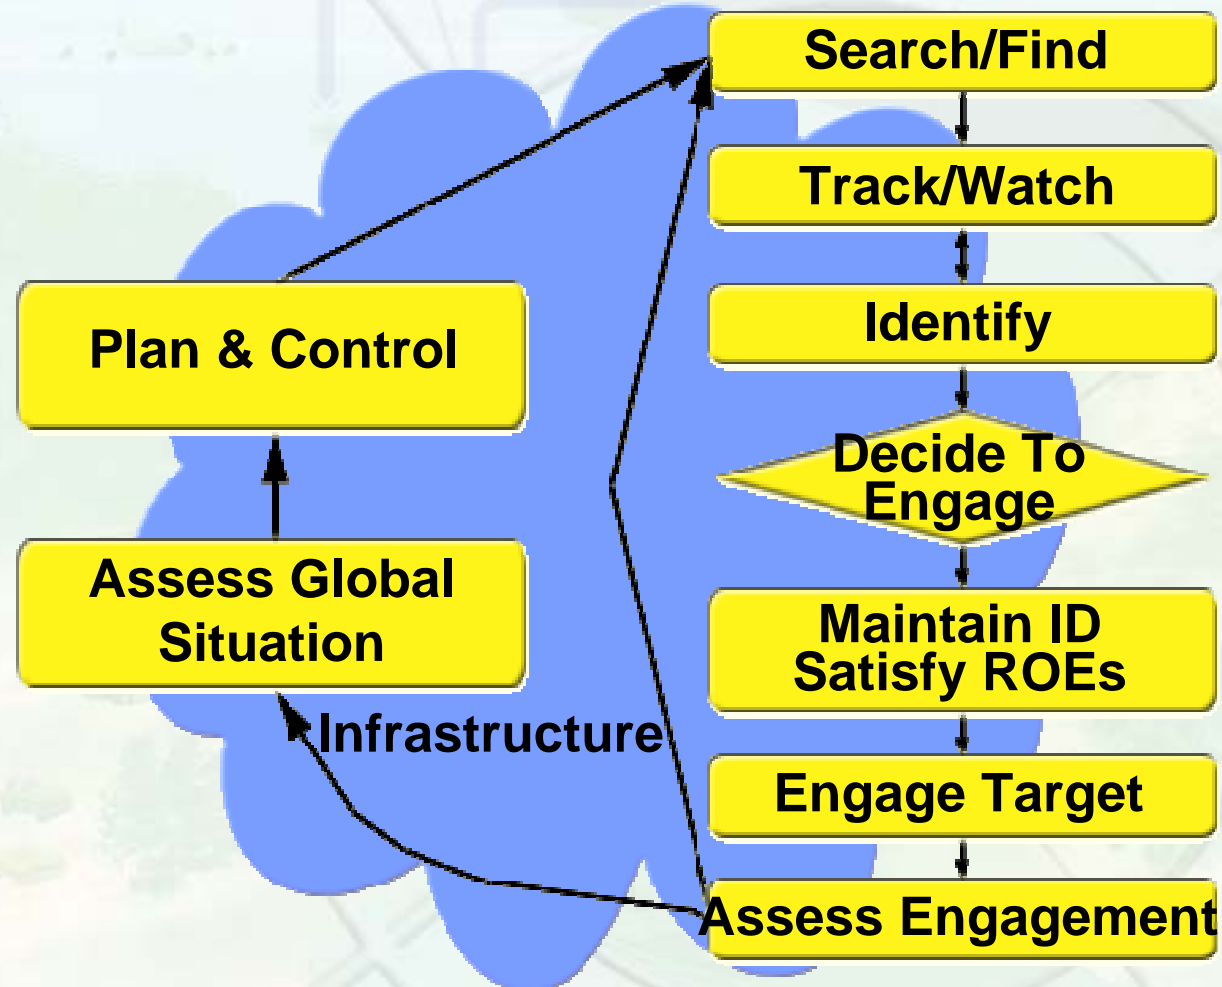 Search/Find
Track/Watch
Identify
Decide To
Engage
Maintain ID
Satisfy ROEs
Engage Target
Assess Engagement
Plan & Control
Assess Global
Situation
Infrastructure